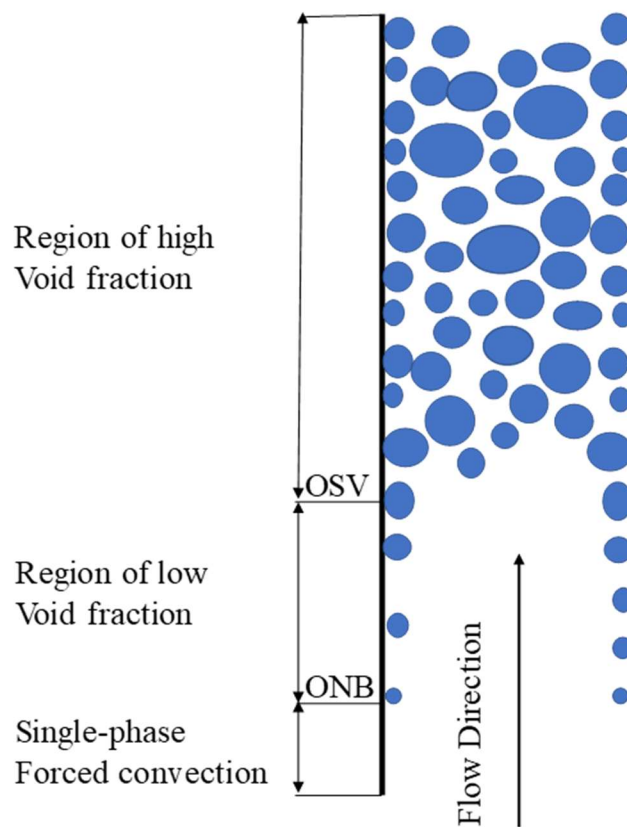 Region of high
Void fraction
OSV
Region of low
Void fraction
ONB
Single-phase
Forced convection
Flow Direction